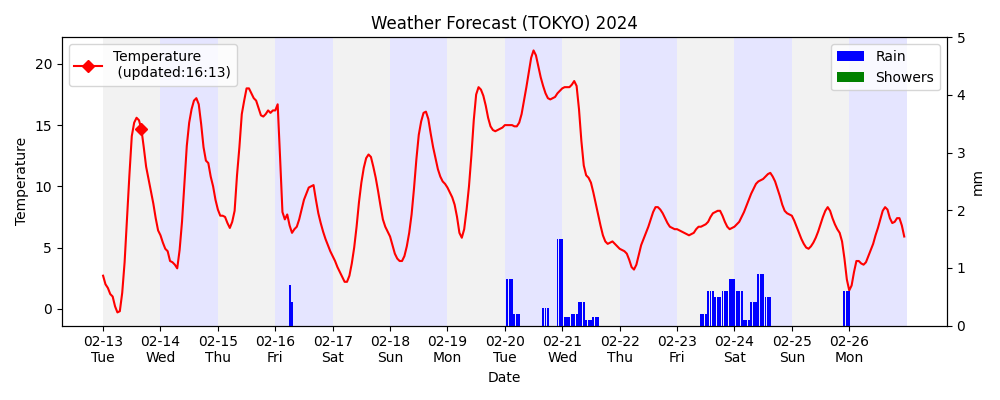 Weather Forecast (TOKYO) 2024
Temperature
(updated:16:13)
Rain
Showers
Temperature
20
15
10
5
0
5
4
3
2
1
0
mm
02-13 02-14 02-15 02-16 02-17 02-18 02-19 02-20 02-21 02-22 02-23 02-24 02-25 02-26
Tue Wed Thu Fri Sat Sun Mon Tue Wed Thu Fri Sat Sun Mon
Date